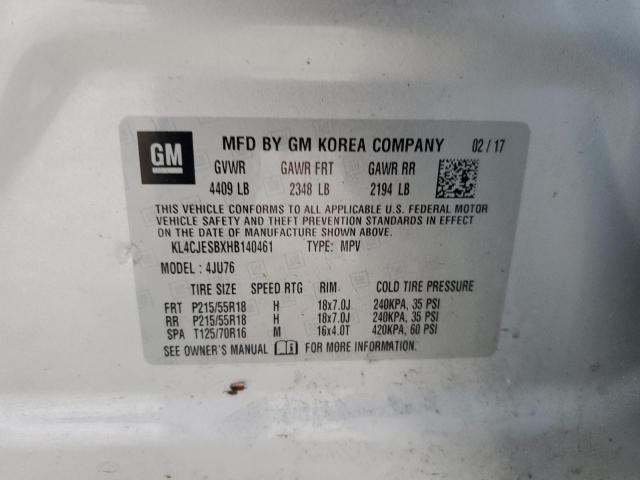 GM
MFD BY GM KOREA COMPANY 02 / 17
GVWR GAWR FRT GAWR RR
4409 LB 2348 LB 2194 LB
THIS VEHICLE CONFORMS TO ALL APPLICABLE U.S. FEDERAL MOTOR
VEHICLE SAFETY AND THEFT PREVENTION STANDARDS IN EFFECT
ON THE DATE OF MANUFACTURE SHOWN ABOVE.
KL4CJESBXHB140461 TYPE: MPV
MODEL : 4JU76
TIRE SIZE SPEED RTG RIM COLD TIRE PRESSURE
FRT P215/55R18 H 18x7.0J 240KPA, 35 PSI
RR P215/55R18 H 18x7.0J 240KPA, 35 PSI
SPA T125/70R16 M 16x4.0T 420KPA, 60 PSI
SEE OWNER'S MANUAL FOR MORE INFORMATION.